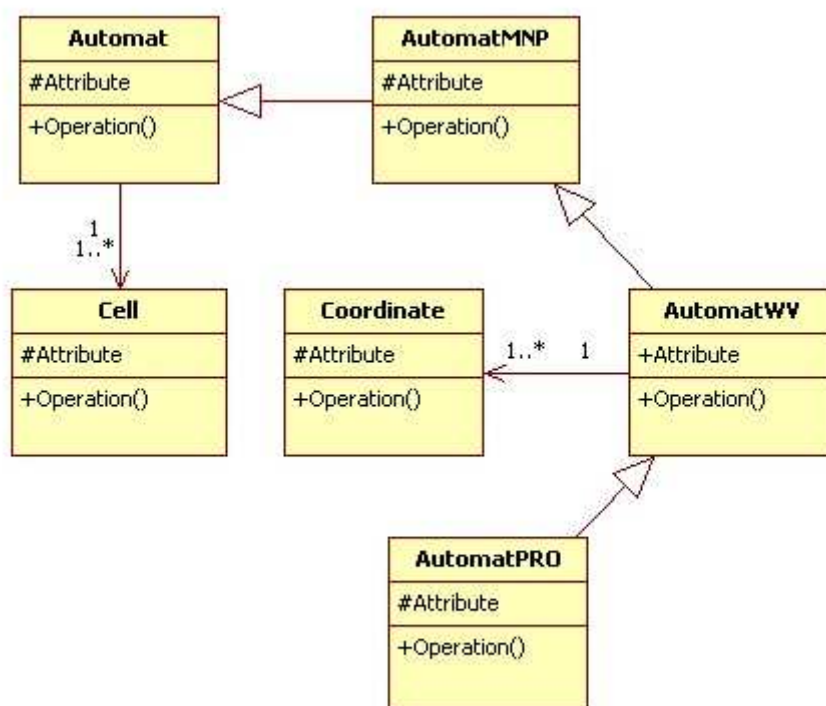 Automat
#Attribute
+Operation()
AutomatMNP
#Attribute
+Operation()
1
1..*
Cell
#Attribute
+Operation()
Coordinate
#Attribute
+Operation()
1..* 1
AutomatWV
+Attribute
+Operation()
AutomatPRO
#Attribute
+Operation()